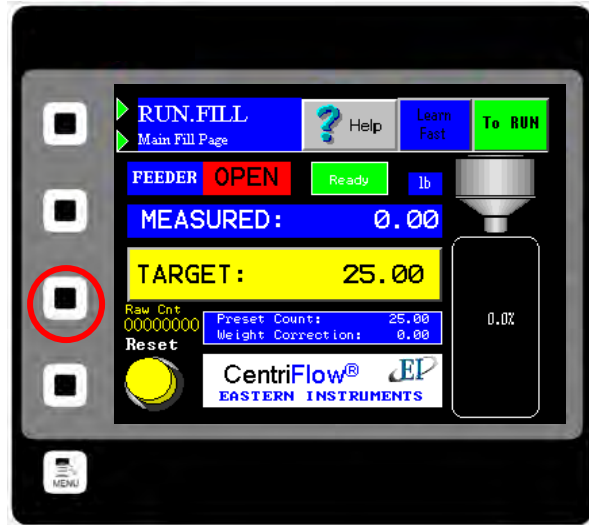 RUN.FILL
Main Fill Page
? Help
Learn Fast
To RUN
FEEDER OPEN Ready lb
MEASURED: 0.00
TARGET: 25.00
Raw Cnt
00000000
Reset
Preset Count: 25.00
Weight Correction: 0.00
0.0%
CentriFlow® EI
EASTERN INSTRUMENTS
MENU